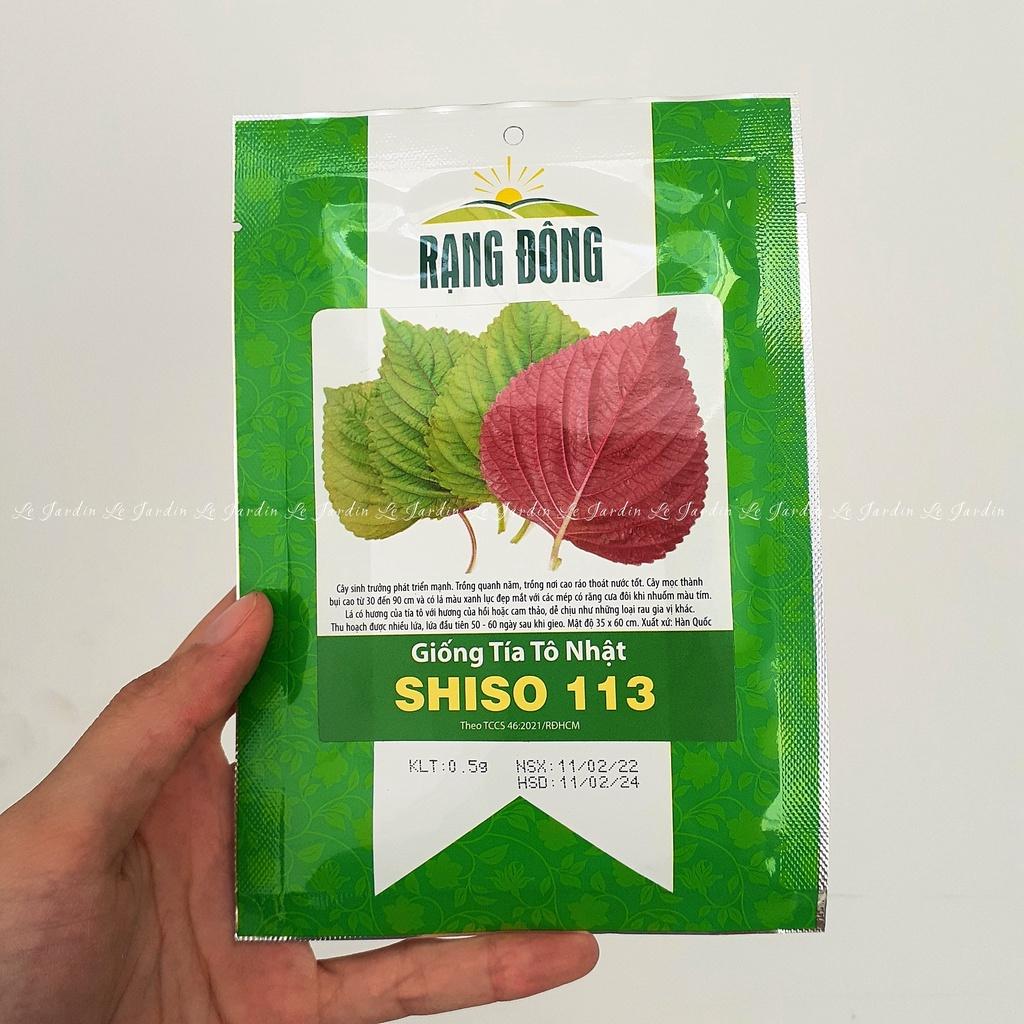 RẠNG ĐÔNG
Le Jardin Le Jardin Le Jardin Le Jardin Le Jardin Le Jardin Le Jardin Le Jardin Le Jardin Le Jardin Le Jardin
Cây sinh trưởng phát triển mạnh. Trồng quanh năm, trồng nơi cao ráo thoát nước tốt. Cây mọc thành
bụi cao từ 30 đến 90 cm và có lá màu xanh lục đẹp mắt với các mép có răng cưa đôi khi nhuốm màu tím.
Lá có hương của tía tô với hương của hồi hoặc cam thảo, dễ chịu như những loại rau gia vị khác.
Thu hoạch được nhiều lứa, lứa đầu tiên 50 - 60 ngày sau khi gieo. Mật độ 35 x 60 cm. Xuất xứ: Hàn Quốc
Giống Tía Tô Nhật
SHISO 113
Theo TCCS 46:2021/RĐHCM
KLT:0.5g NSX:11/02/22
HSD:11/02/24